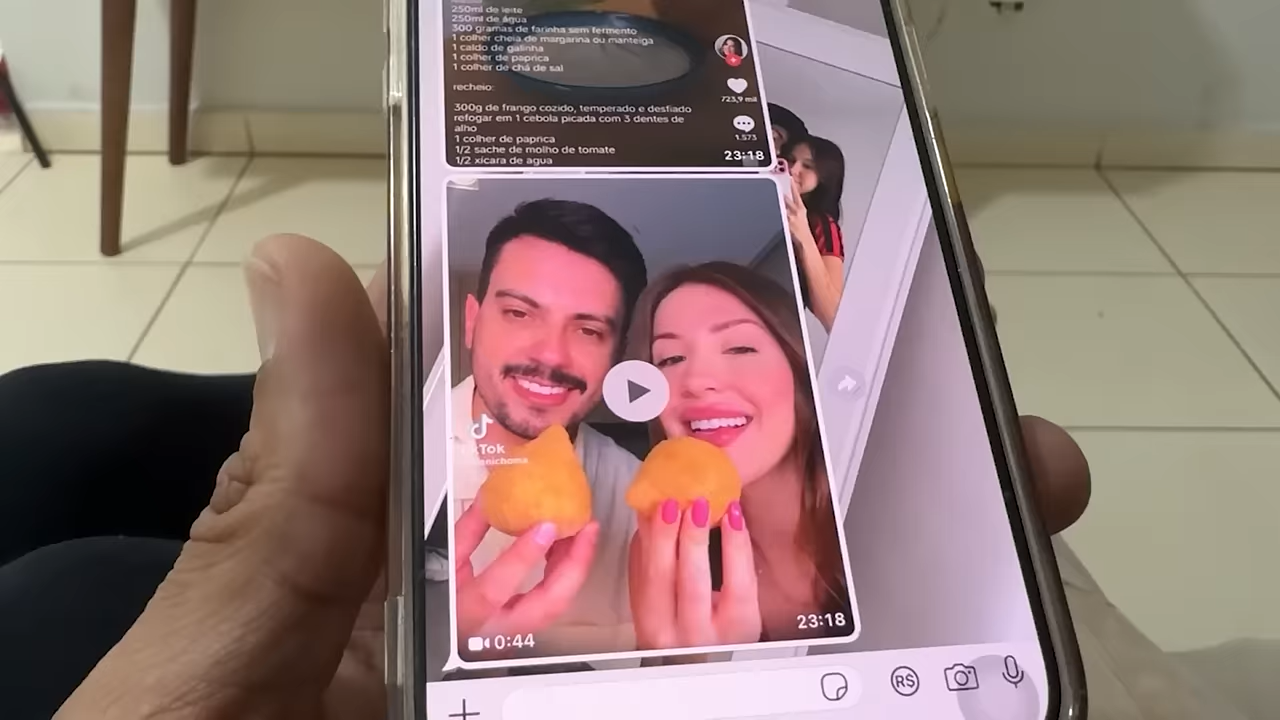 250ml de leite
250ml de água
300 gramas de farinha sem fermento
1 colher cheia de margarina ou manteiga
1 caldo de galinha
1 colher de paprica
1 colher de chá de sal
recheio:
300g de frango cozido, temperado e desfiado
refogar em 1 cebola picada com 3 dentes de
alho
1 colher de paprica
1/2 sache de molho de tomate
1/2 xícara de agua
723,9 mil
1.573
23:18
Tok
0:44
23:18
R$